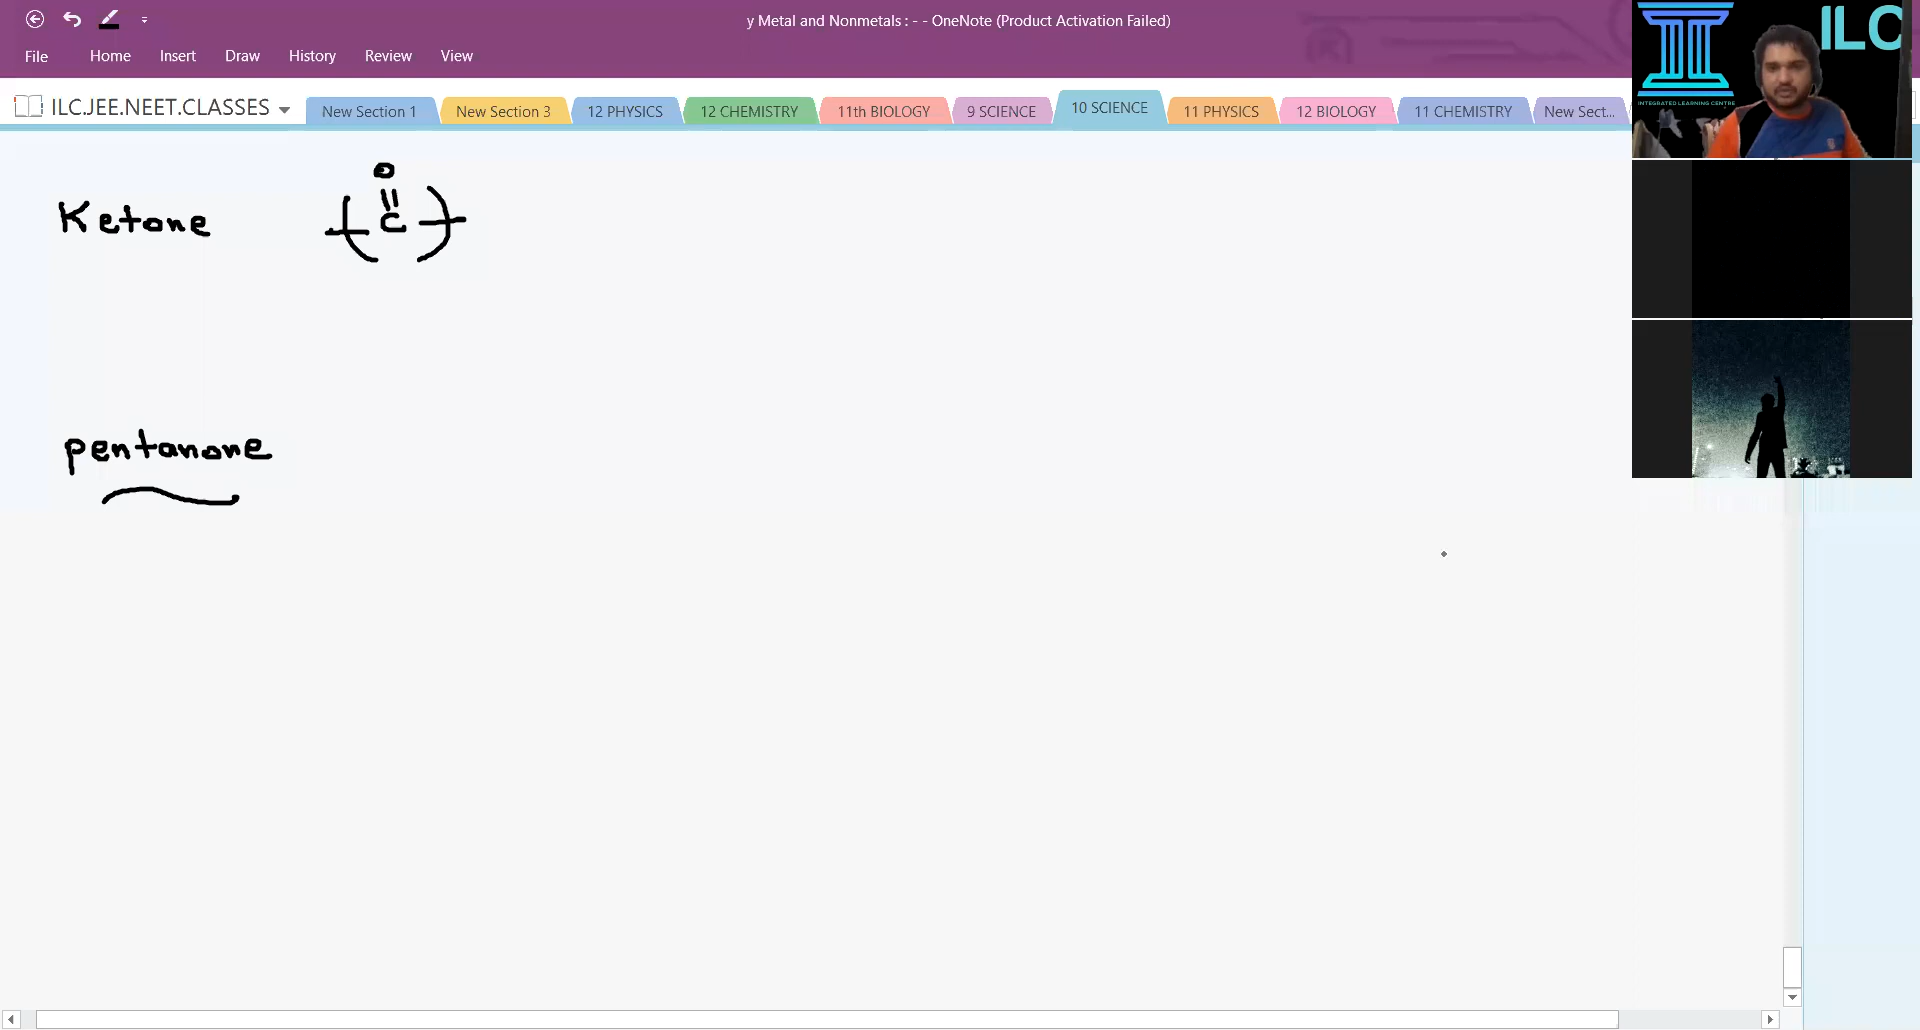 y Metal and Nonmetals : - - OneNote (Product Activation Failed)
File Home Insert Draw History Review View
ILC.JEE.NEET.CLASSES New Section 1 New Section 3 12 PHYSICS 12 CHEMISTRY 11th BIOLOGY 9 SCIENCE 10 SCIENCE 11 PHYSICS 12 BIOLOGY 11 CHEMISTRY New Sect...
ILC
INTEGRATED LEARNING CENTRE
O
Ketone C
pentanone